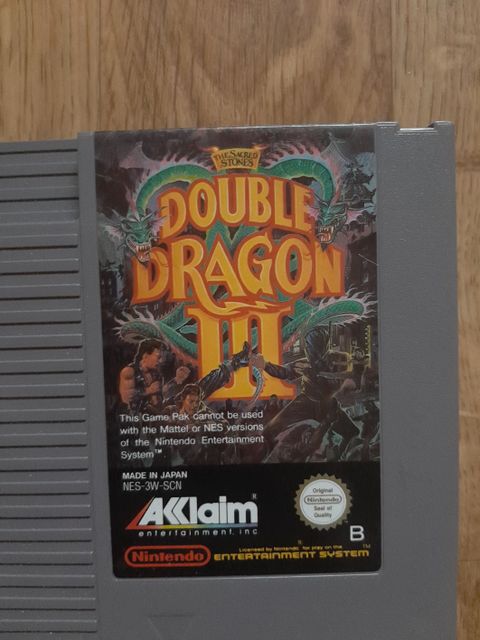 THE SACRED
STONES
DOUBLE
DRAGON
III
This Game Pak cannot be used
with the Mattel or NES versions
of the Nintendo Entertainment
System™
MADE IN JAPAN
NES-3W-SCN
AKKlaim®
entertainment, inc
Original
Nintendo
Seal of
Quality
B
Nintendo®
Licensed by Nintendo for play on the
ENTERTAINMENT SYSTEM™